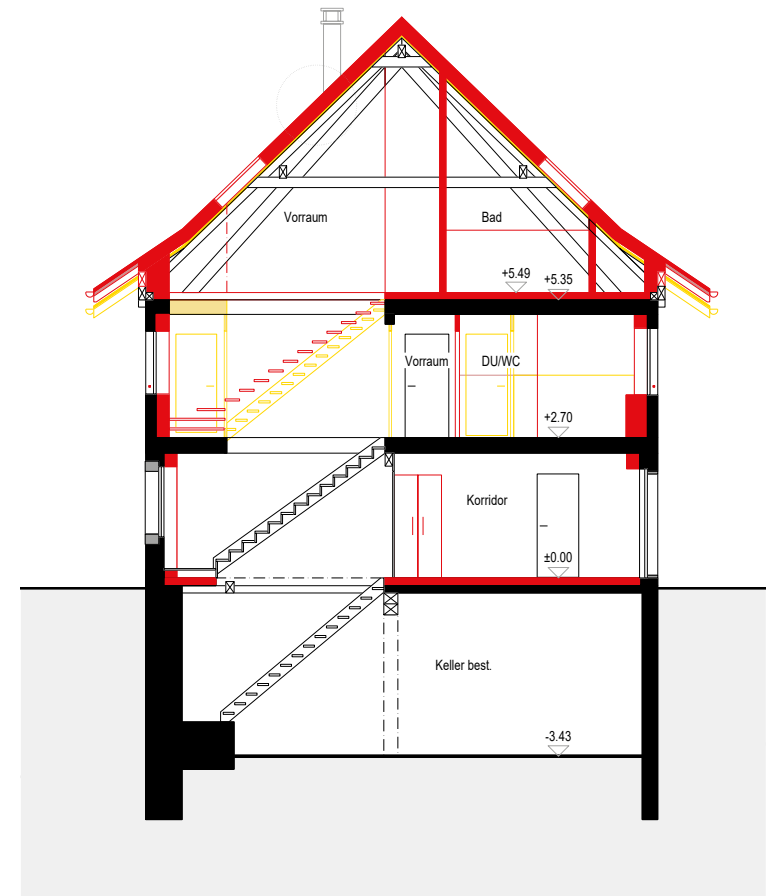 Vorraum
Bad
+5.49
+5.35
Vorraum
DU/WC
+2.70
Korridor
±0.00
Keller best.
-3.43